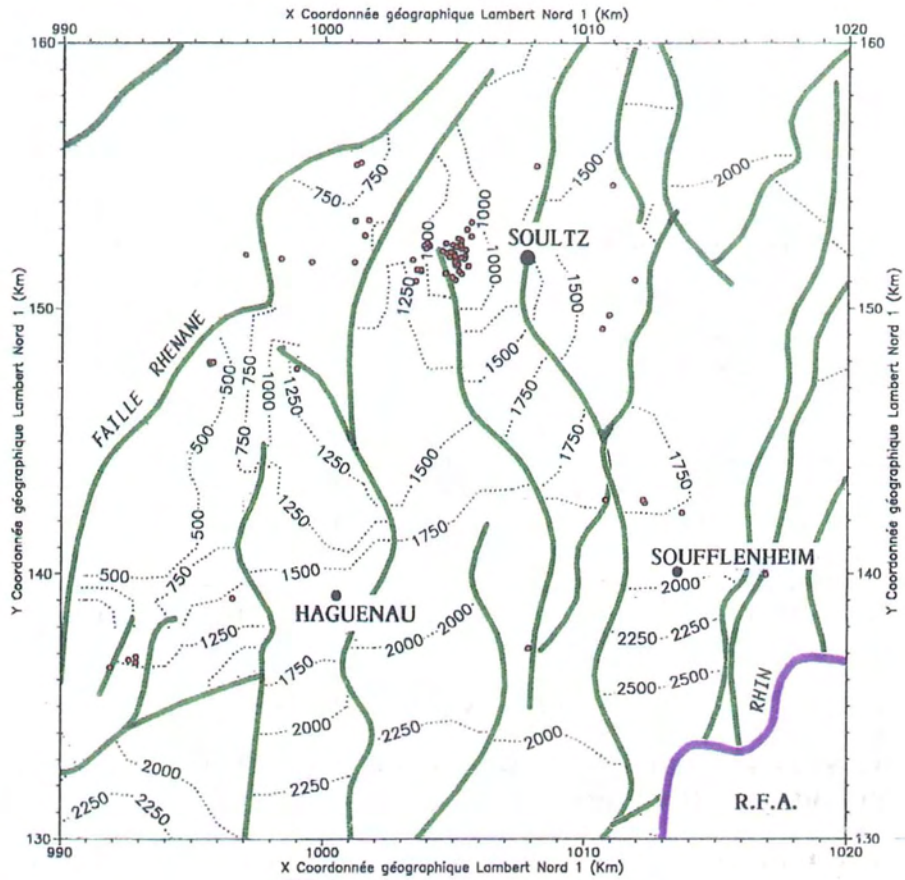 X Coordonnée géographique Lambert Nord 1 (Km)
990 1000 1010 1020
160 160
1000
750 750
1500
2000
1000
SOULTZ
1000
1250
1500
150 150
FAILLE RHENANE
500 750 1000 1250
1500
1750
500 750
1250
1500
1750
1750
500
1250
1750
SOUFFLENHEIM
140 140
500
750
1500
2000
HAGUENAU
1250
2000 2000
2250 2250
1750
2500 2500
RHIN
2000
2250
2000
2000
2250
R.F.A.
2250 2250
130 130
990 1000 1010 1020
X Coordonnée géographique Lambert Nord 1 (Km)
Y Coordonnée géographique Lambert Nord 1 (Km)
Y Coordonnée géographique Lambert Nord 1 (Km)